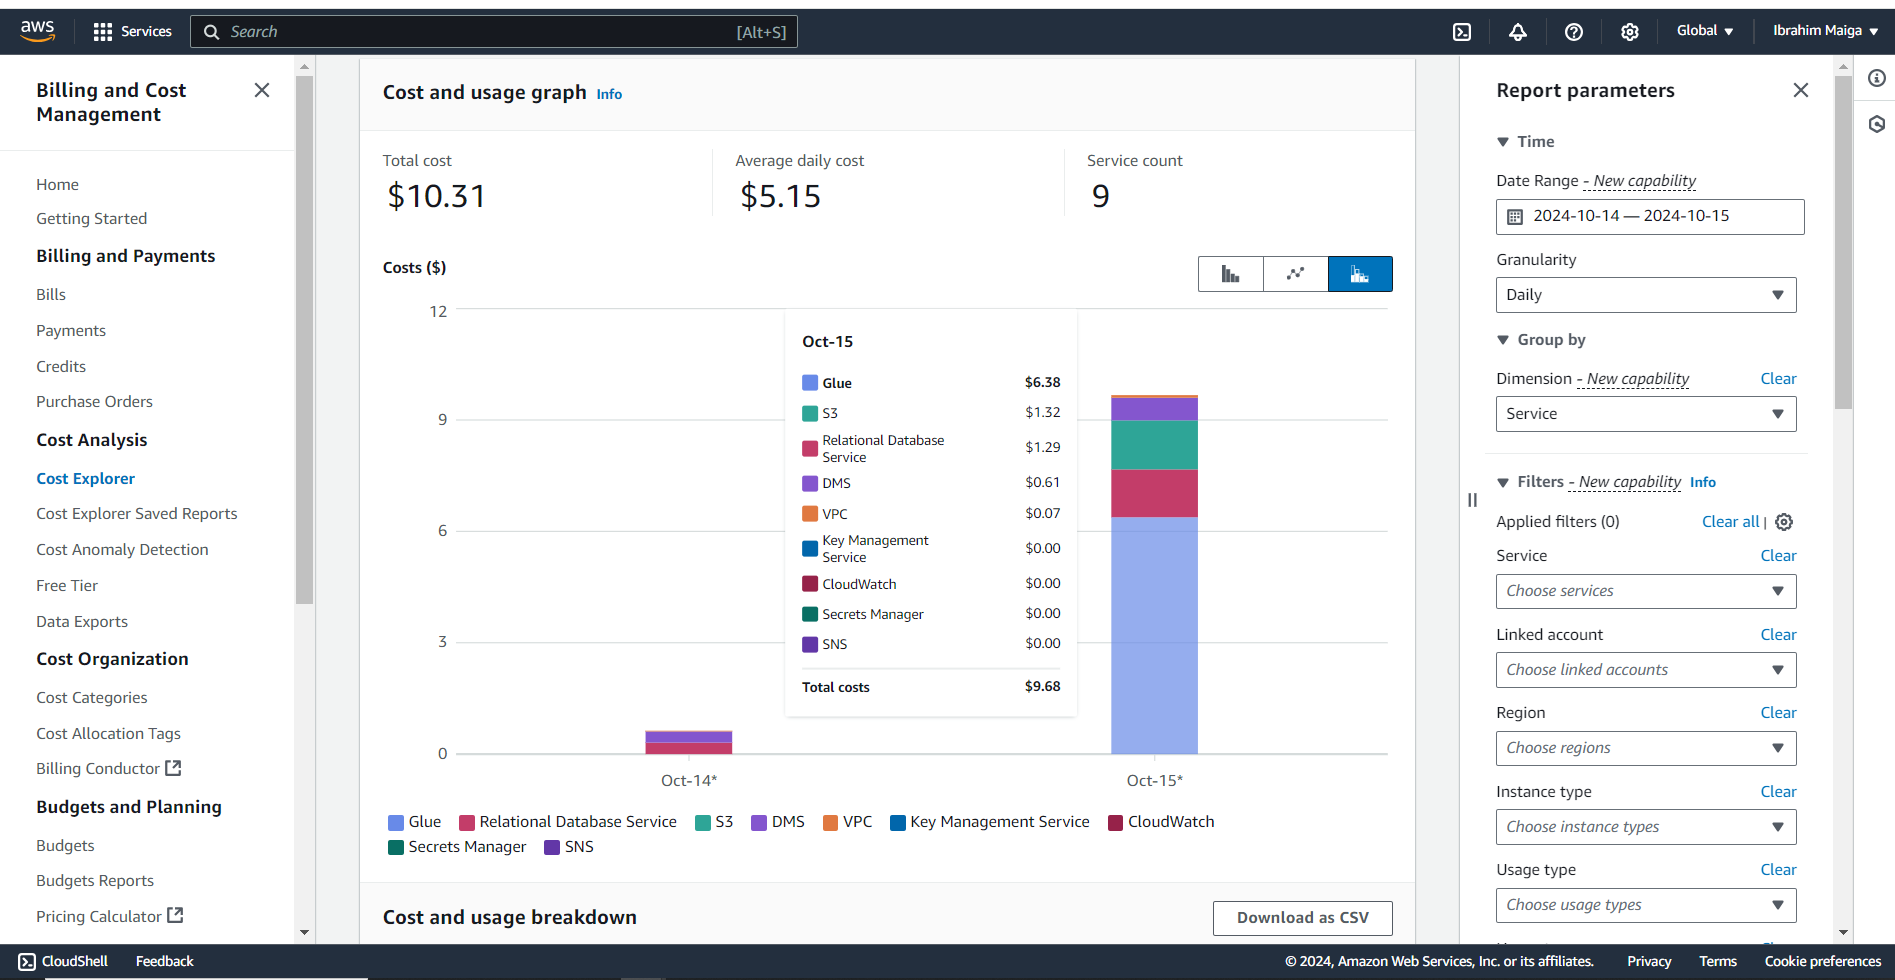 aws
Services
Search
[Alt+S]
Global
Ibrahim Maiga
Billing and Cost
Management
Home
Getting Started
Billing and Payments
Bills
Payments
Credits
Purchase Orders
Cost Analysis
Cost Explorer
Cost Explorer Saved Reports
Cost Anomaly Detection
Free Tier
Data Exports
Cost Organization
Cost Categories
Cost Allocation Tags
Billing Conductor
Budgets and Planning
Budgets
Budgets Reports
Pricing Calculator
Cost and usage graph Info
Total cost
$10.31
Average daily cost
$5.15
Service count
9
Costs ($)
12
9
6
3
0
Oct-15
Glue $6.38
S3 $1.32
Relational Database
Service
$1.29
DMS $0.61
VPC $0.07
Key Management
Service
$0.00
CloudWatch $0.00
Secrets Manager $0.00
SNS $0.00
Total costs $9.68
Oct-14*
Oct-15*
Glue Relational Database Service S3 DMS VPC Key Management Service CloudWatch
Secrets Manager SNS
Cost and usage breakdown
Download as CSV
Report parameters
Time
Date Range - New capability
2024-10-14 — 2024-10-15
Granularity
Daily
Group by
Dimension - New capability Clear
Service
Filters - New capability Info
Applied filters (0) Clear all |
Service Clear
Choose services
Linked account Clear
Choose linked accounts
Region Clear
Choose regions
Instance type Clear
Choose instance types
Usage type Clear
Choose usage types
CloudShell
Feedback
© 2024, Amazon Web Services, Inc. or its affiliates.
Privacy
Terms
Cookie preferences